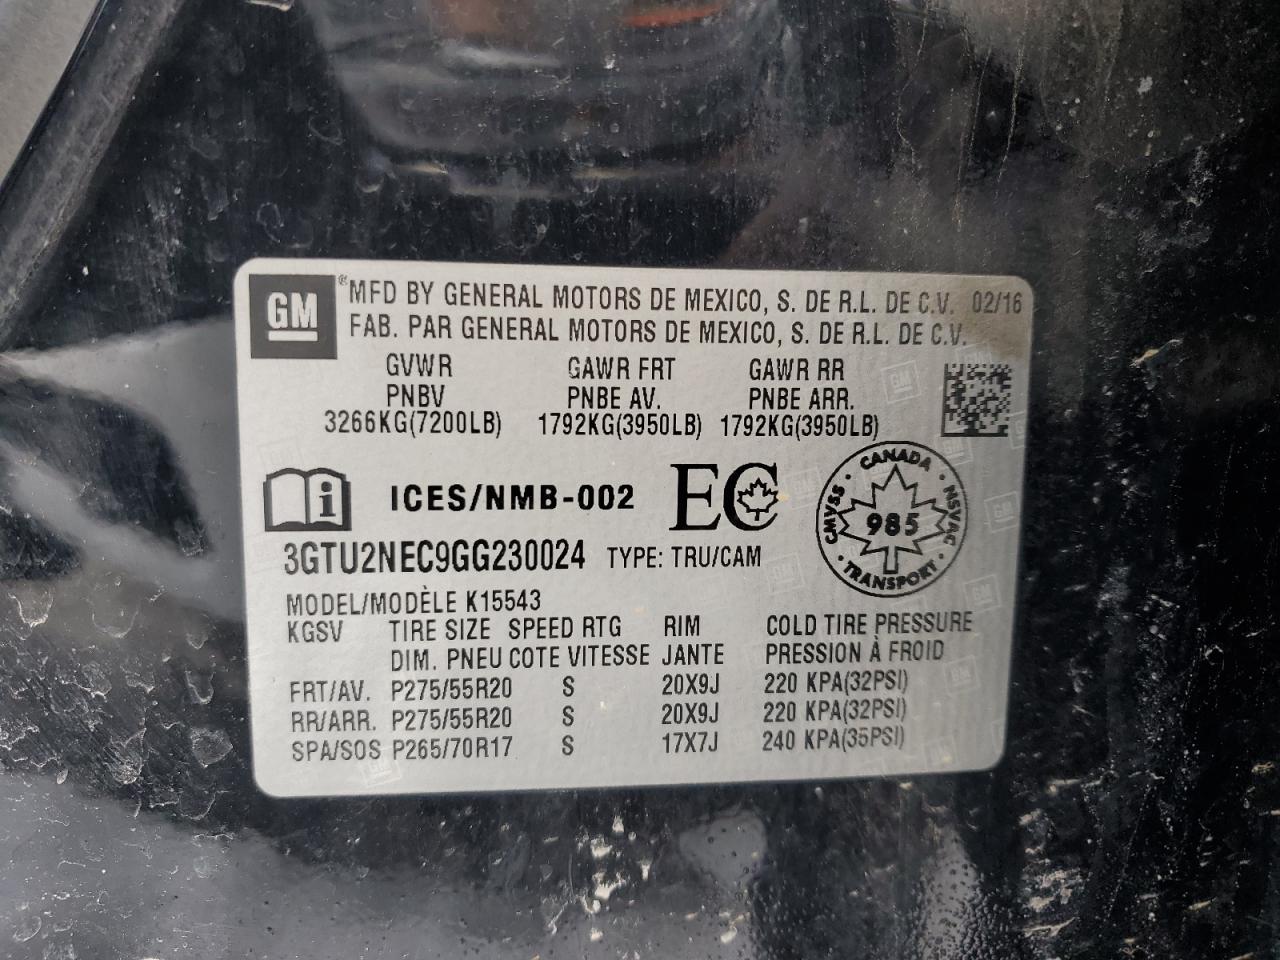 GM ® MFD BY GENERAL MOTORS DE MEXICO, S. DE R.L. DE C.V. 02/16
FAB. PAR GENERAL MOTORS DE MEXICO, S. DE R.L. DE C.V.
GVWR GAWR FRT GAWR RR
PNBV PNBE AV. PNBE ARR.
3266KG(7200LB) 1792KG(3950LB) 1792KG(3950LB)
i ICES/NMB-002 EC
CANADA CMVSS NSVAC 985 TRANSPORT
3GTU2NEC9GG230024 TYPE: TRU/CAM
MODEL/MODÈLE K15543
KGSV TIRE SIZE SPEED RTG RIM COLD TIRE PRESSURE
DIM. PNEU COTE VITESSE JANTE PRESSION À FROID
FRT/AV. P275/55R20 S 20X9J 220 KPA(32PSI)
RR/ARR. P275/55R20 S 20X9J 220 KPA(32PSI)
SPA/SOS P265/70R17 S 17X7J 240 KPA(35PSI)